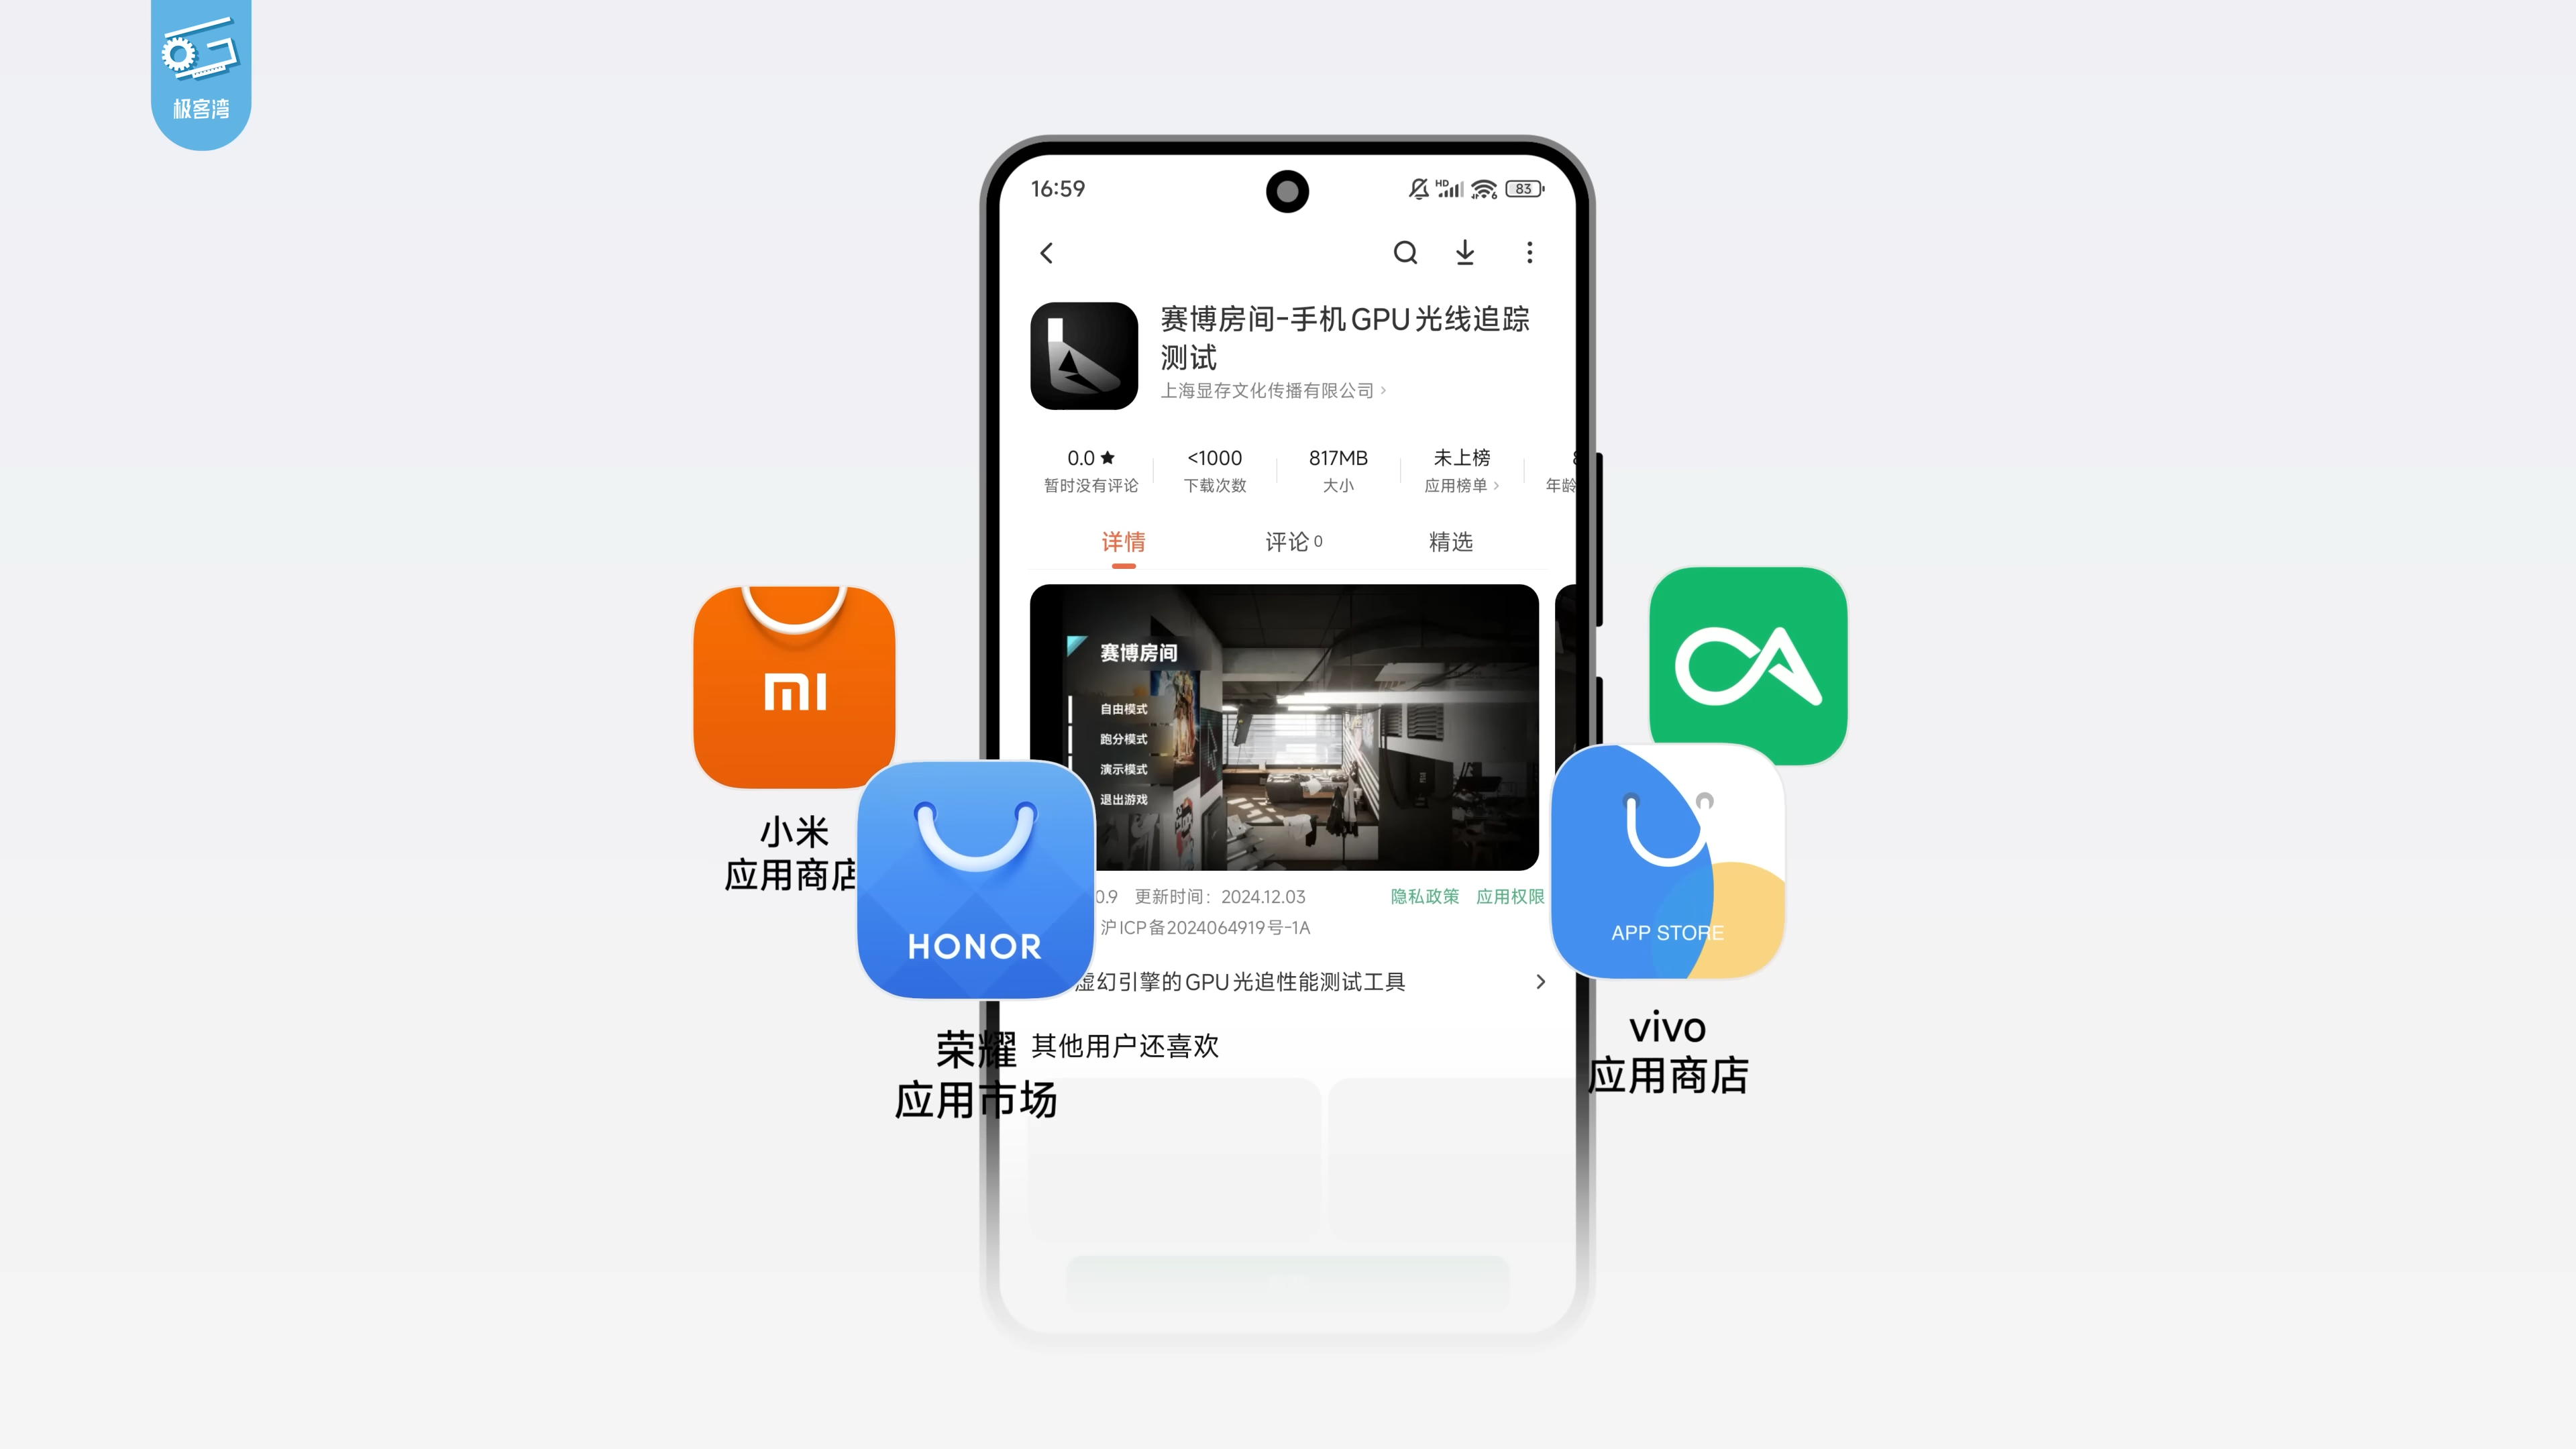 极客湾
16:59
HD
6
83
赛博房间-手机GPU光线追踪
测试
上海显存文化传播有限公司
0.0★ <1000 817MB 未上榜
暂时没有评论 下载次数 大小 应用榜单 年龄
详情 评论 0 精选
赛博房间
自由模式
跑分模式
演示模式
退出游戏
0.9 更新时间：2024.12.03 隐私政策 应用权限
沪ICP备2024064919号-1A
虚幻引擎的GPU光追性能测试工具
其他用户还喜欢
mi
小米
应用商店
HONOR
荣耀
应用市场
APP STORE
vivo
应用商店